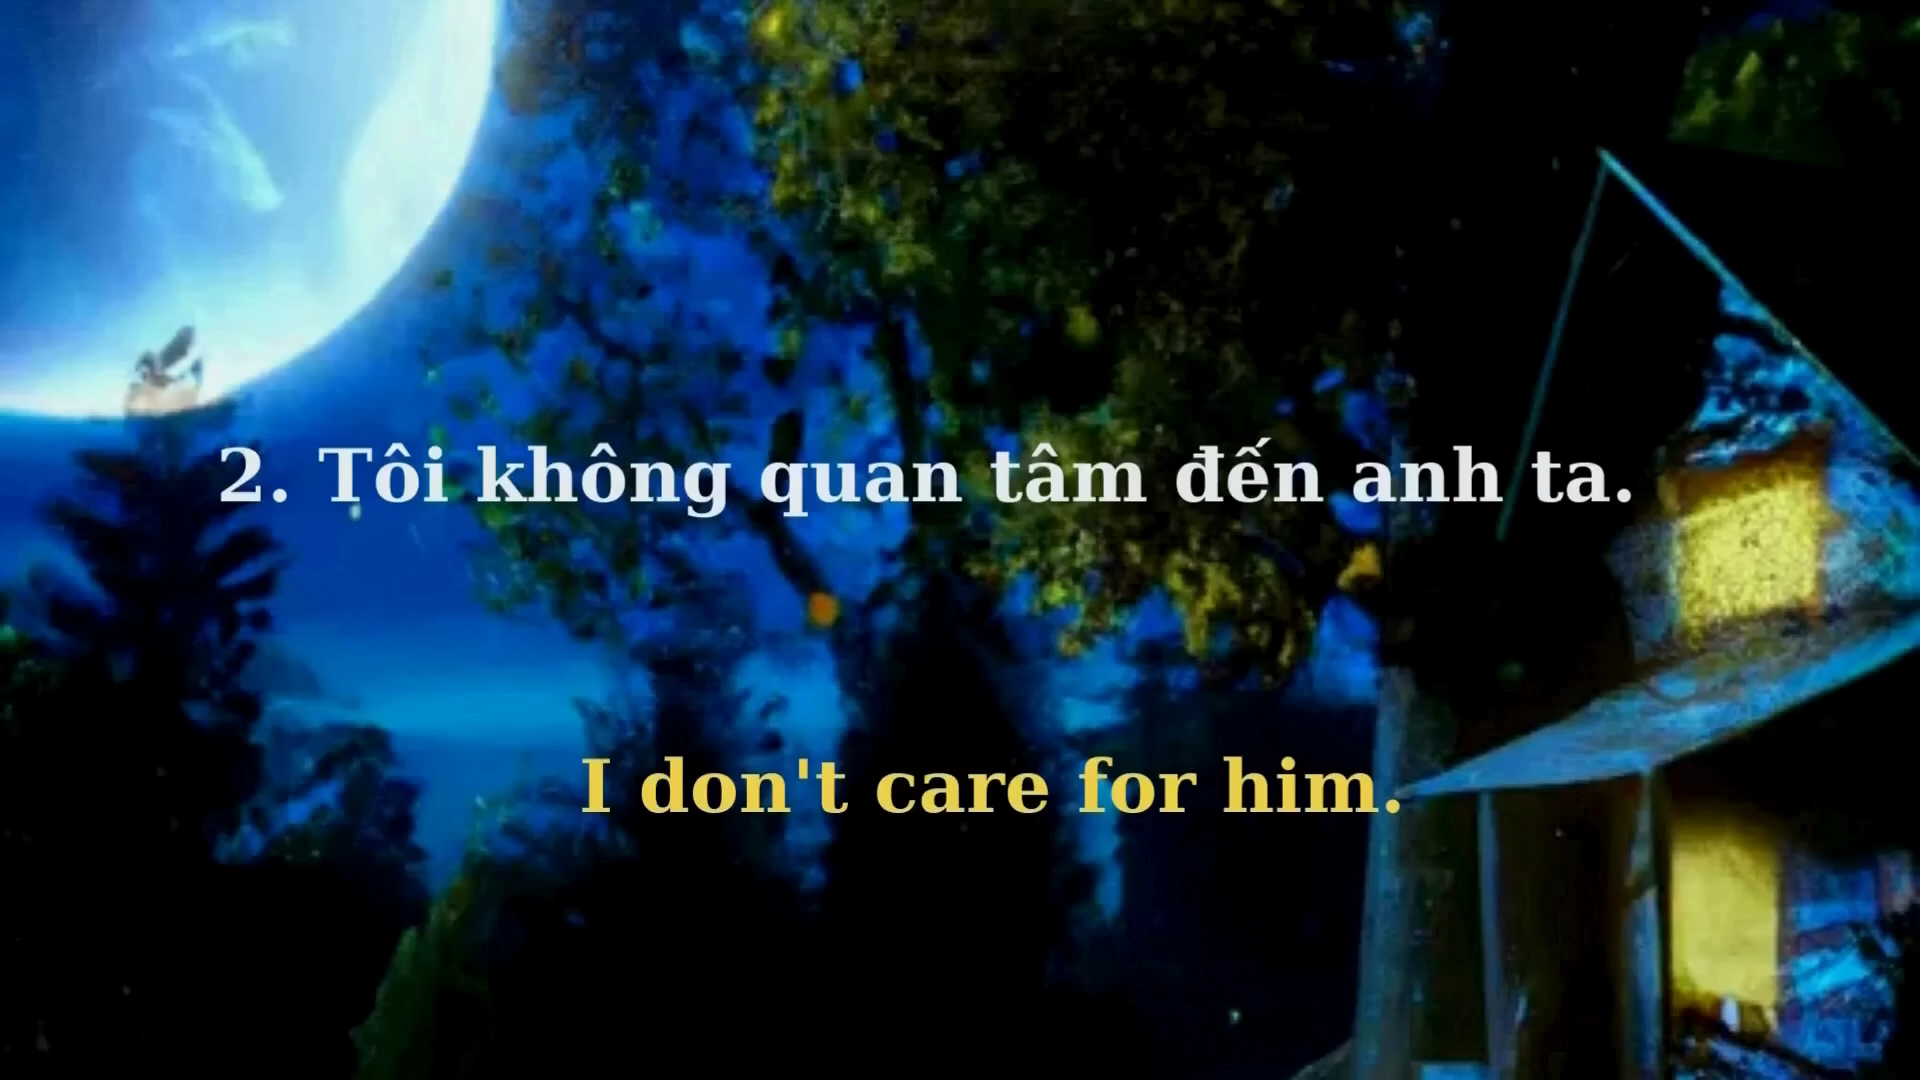 2. Tôi không quan tâm đến anh ta.
I don't care for him.